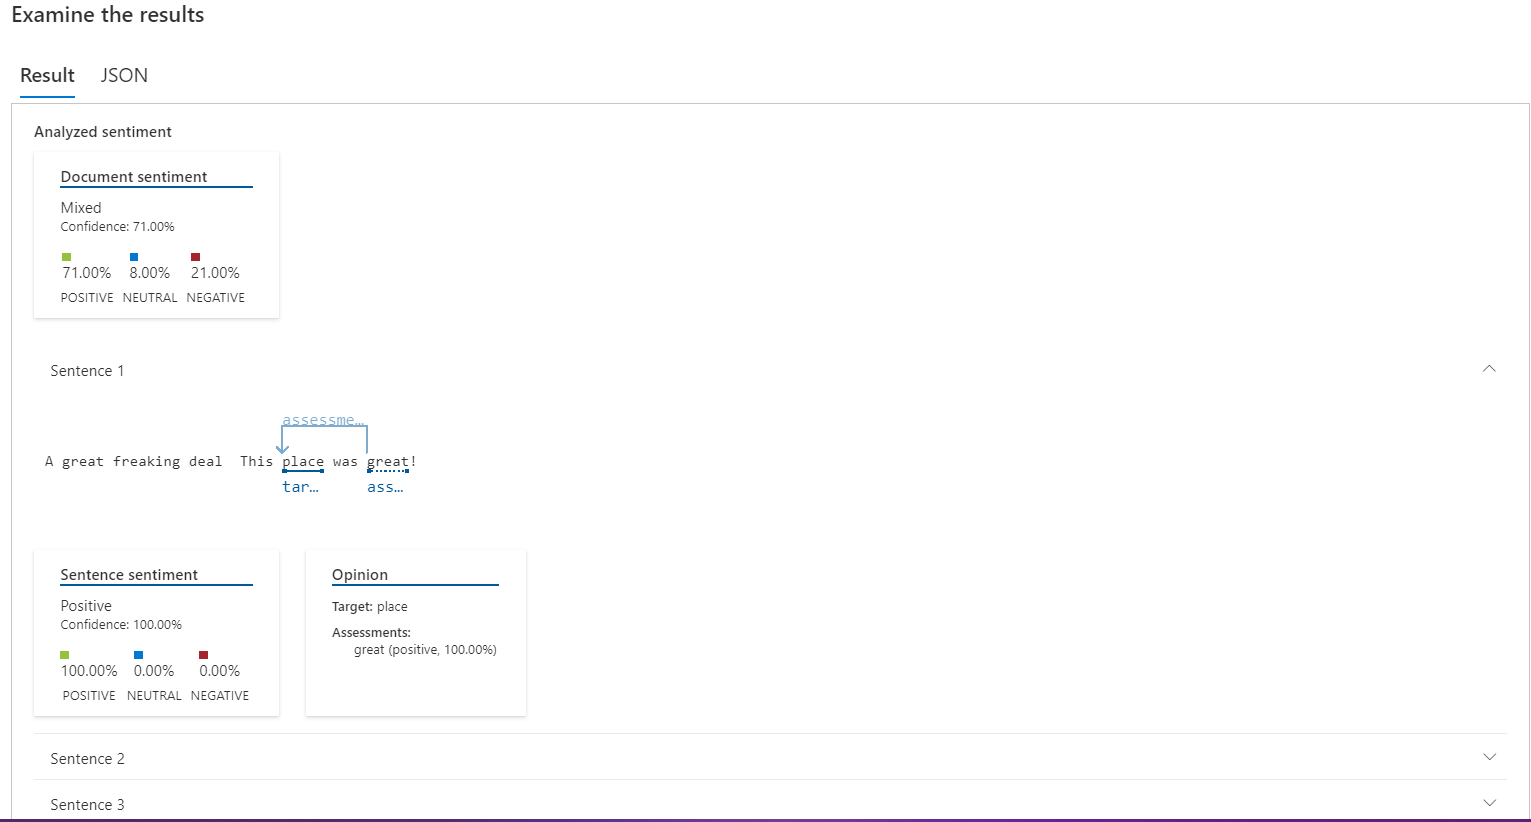 Examine the results
Result JSON
Analyzed sentiment
Document sentiment
Mixed
Confidence: 71.00%
71.00% 8.00% 21.00%
POSITIVE NEUTRAL NEGATIVE
Sentence 1
assessme...
A great freaking deal This place was great!
tar... ass...
Sentence sentiment
Positive
Confidence: 100.00%
100.00% 0.00% 0.00%
POSITIVE NEUTRAL NEGATIVE
Opinion
Target: place
Assessments:
great (positive, 100.00%)
Sentence 2
Sentence 3